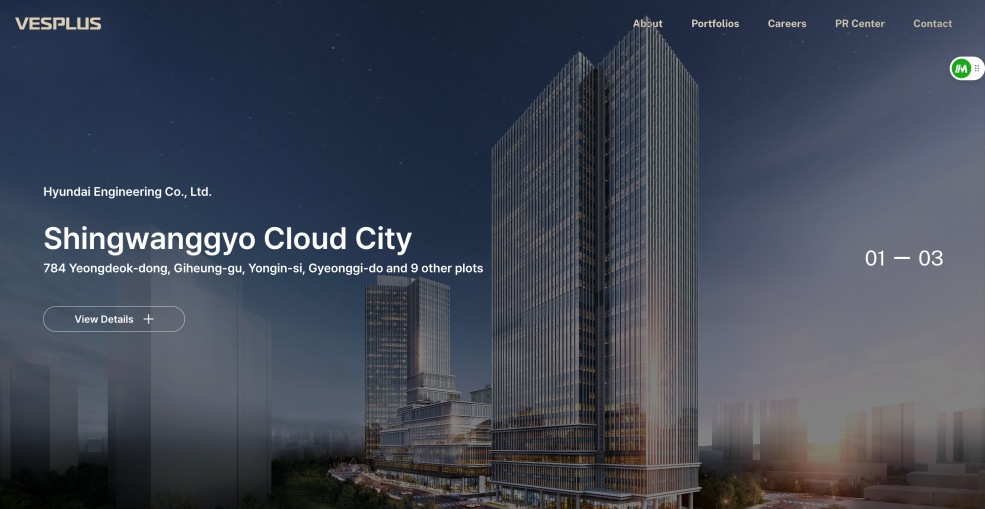 VESPLUS
About Portfolios Careers PR Center Contact
Hyundai Engineering Co., Ltd.
Shingwanggyo Cloud City
784 Yeongdeok-dong, Giheung-gu, Yongin-si, Gyeonggi-do and 9 other plots
01 — 03
View Details +